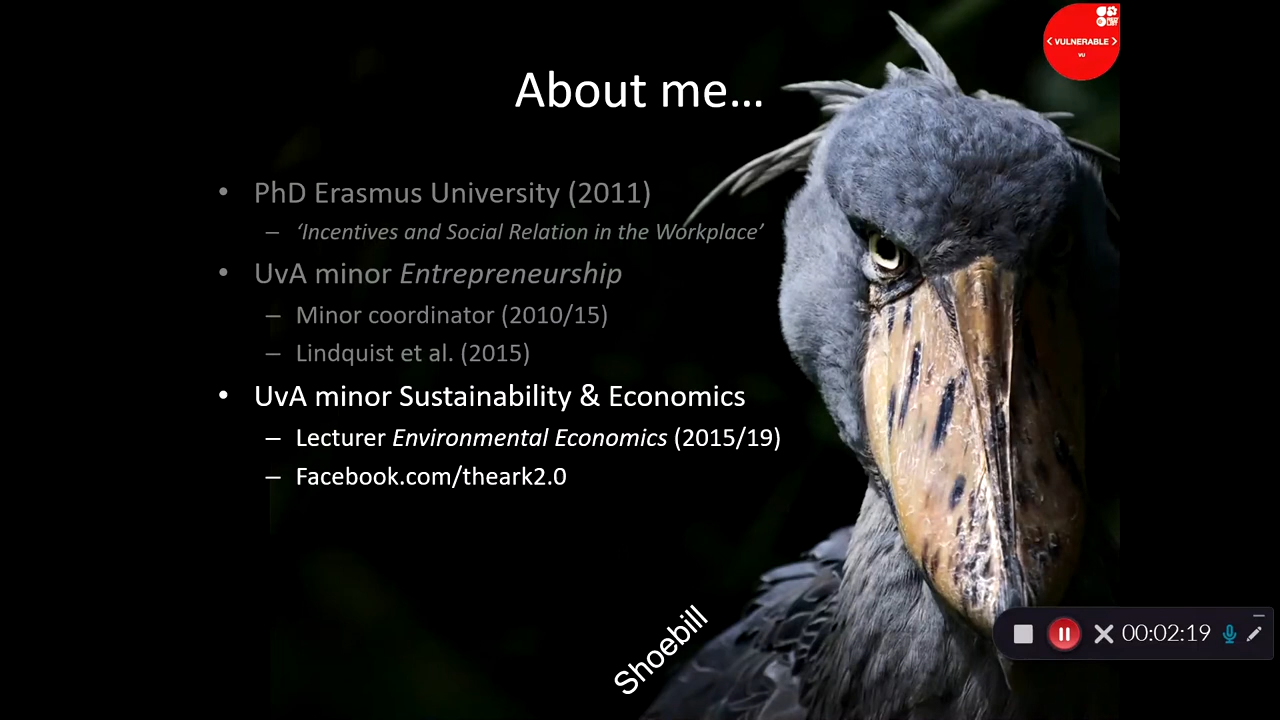 < VULNERABLE >
VU
About me…
• PhD Erasmus University (2011)
– ‘Incentives and Social Relation in the Workplace’
• UvA minor Entrepreneurship
– Minor coordinator (2010/15)
– Lindquist et al. (2015)
• UvA minor Sustainability & Economics
– Lecturer Environmental Economics (2015/19)
– Facebook.com/theark2.0
Shoebill
00:02:19